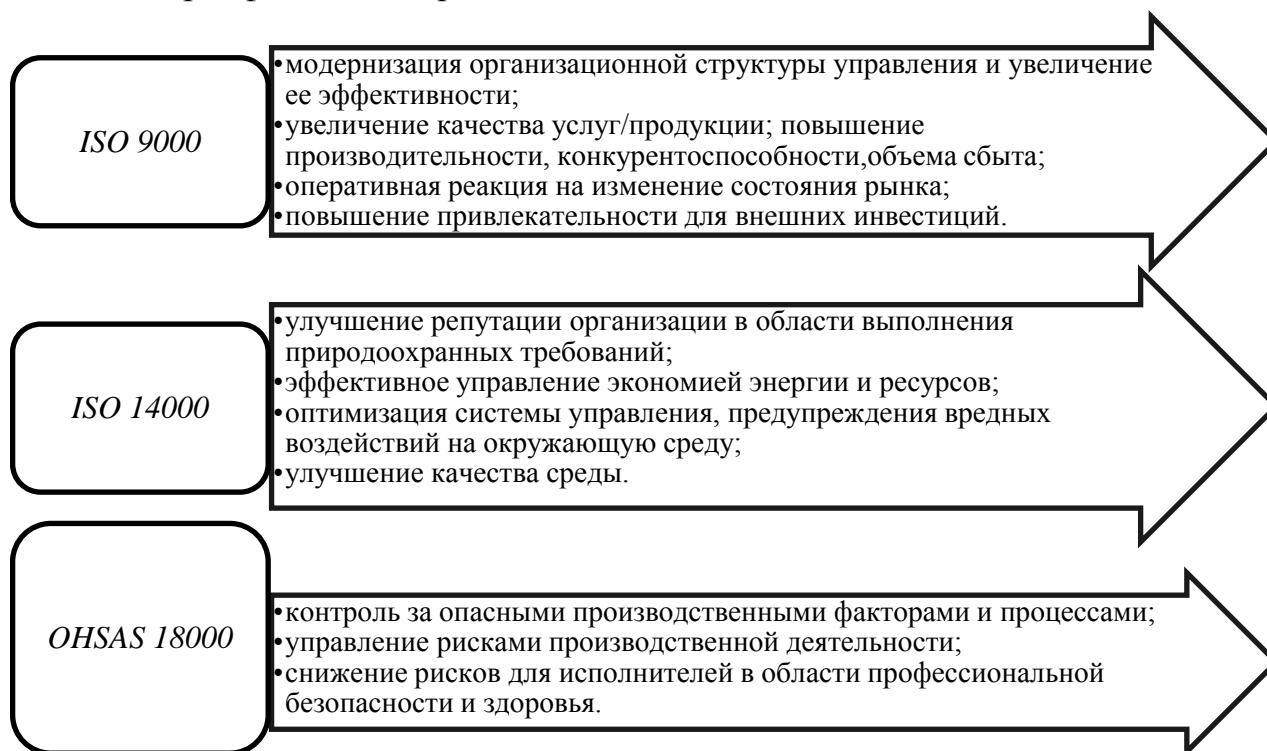 ISO 9000
•модернизация организационной структуры управления и увеличение
ее эффективности;
•увеличение качества услуг/продукции; повышение
производительности, конкурентоспособности,объема сбыта;
•оперативная реакция на изменение состояния рынка;
•повышение привлекательности для внешних инвестиций.
ISO 14000
•улучшение репутации организации в области выполнения
природоохранных требований;
•эффективное управление экономией энергии и ресурсов;
•оптимизация системы управления, предупреждения вредных
воздействий на окружающую среду;
•улучшение качества среды.
OHSAS 18000
•контроль за опасными производственными факторами и процессами;
•управление рисками производственной деятельности;
•снижение рисков для исполнителей в области профессиональной
безопасности и здоровья.